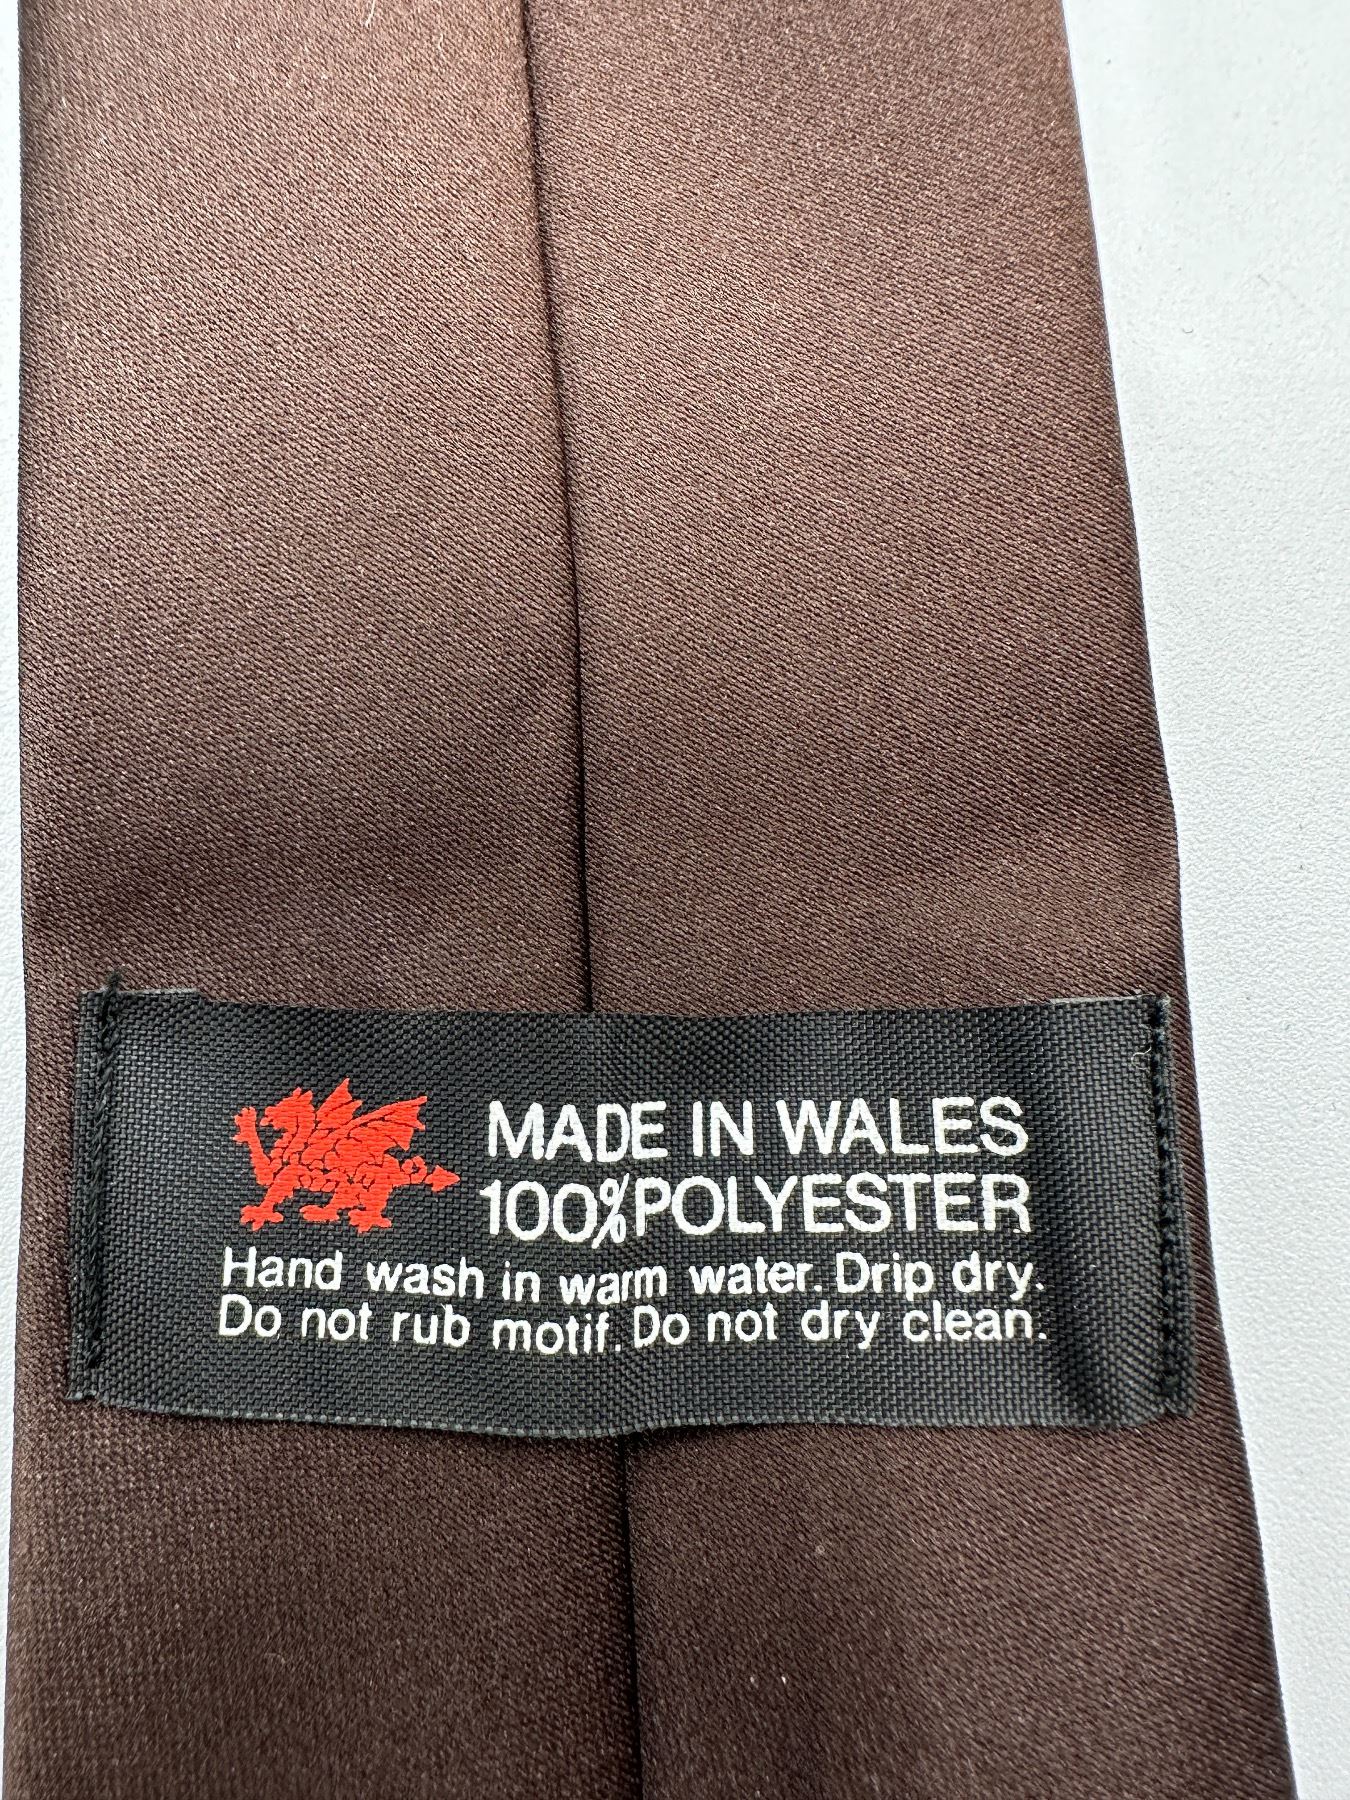 MADE IN WALES
100% POLYESTER
Hand wash in warm water. Drip dry.
Do not rub motif. Do not dry clean.